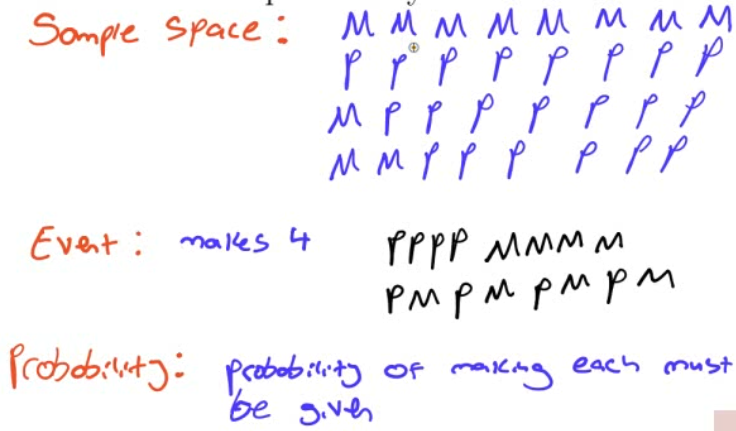 Sample Space: M M M M M M M M
P P P P P P P P
M P P P P P P P
M M P P P P P P
Event: makes 4 PPPP MMMM
PMPMPMPM
Probability: probability of making each must
be given